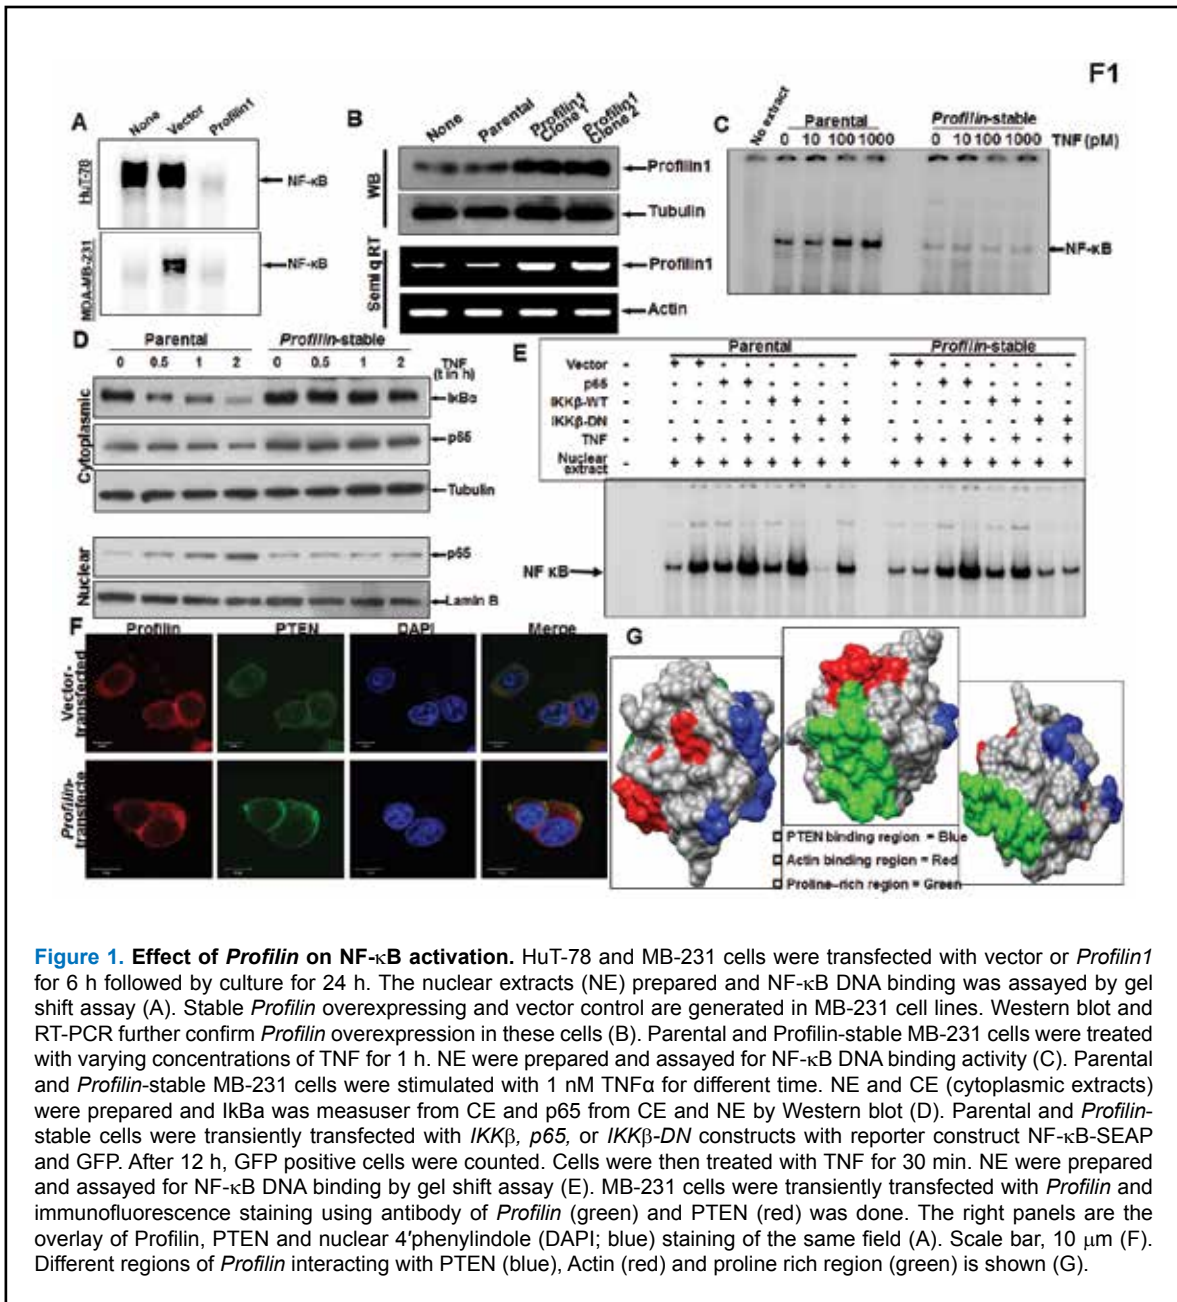 F1
A
None Vector Profilin1
HuT-78
NF-κB
MDA-MB-231
NF-κB
B
None Parental Profilin1 Clone 1 Profilin1 Clone 2
WB
Profilin1
Tubulin
Semi qRT
Profilin1
Actin
C
No extract
Parental Profilin-stable
0 10 100 1000 0 10 100 1000 TNF (pM)
NF-κB
D
Parental Profilin-stable
0 0.5 1 2 0 0.5 1 2 TNF
(t in h)
Cytoplasmic
IκBα
p65
Tubulin
Nuclear
p65
Lamin B
E
Parental Profilin-stable
Vector - + + - - - - - - + + - - - - - -
p65 - - - + + - - - - - - + + - - - -
IKKβ-WT - - - - - + + - - - - - - + + - -
IKKβ-DN - - - - - - - + + - - - - - - + +
TNF - - + - + - + - + - + - + - + - +
Nuclear
extract - + + + + + + + + + + + + + + + +
NF κB
F
Profilin PTEN DAPI Merge
Vector-
transfected
Profilin-
transfecte
G
PTEN binding region = Blue
Actin binding region = Red
Proline-rich region = Green
Figure 1. Effect of Profilin on NF-κB activation. HuT-78 and MB-231 cells were transfected with vector or Profilin1
for 6 h followed by culture for 24 h. The nuclear extracts (NE) prepared and NF-κB DNA binding was assayed by gel
shift assay (A). Stable Profilin overexpressing and vector control are generated in MB-231 cell lines. Western blot and
RT-PCR further confirm Profilin overexpression in these cells (B). Parental and Profilin-stable MB-231 cells were treated
with varying concentrations of TNF for 1 h. NE were prepared and assayed for NF-κB DNA binding activity (C). Parental
and Profilin-stable MB-231 cells were stimulated with 1 nM TNFα for different time. NE and CE (cytoplasmic extracts)
were prepared and IkBa was measuser from CE and p65 from CE and NE by Western blot (D). Parental and Profilin-
stable cells were transiently transfected with IKKβ, p65, or IKKβ-DN constructs with reporter construct NF-κB-SEAP
and GFP. After 12 h, GFP positive cells were counted. Cells were then treated with TNF for 30 min. NE were prepared
and assayed for NF-κB DNA binding by gel shift assay (E). MB-231 cells were transiently transfected with Profilin and
immunofluorescence staining using antibody of Profilin (green) and PTEN (red) was done. The right panels are the
overlay of Profilin, PTEN and nuclear 4′phenylindole (DAPI; blue) staining of the same field (A). Scale bar, 10 μm (F).
Different regions of Profilin interacting with PTEN (blue), Actin (red) and proline rich region (green) is shown (G).